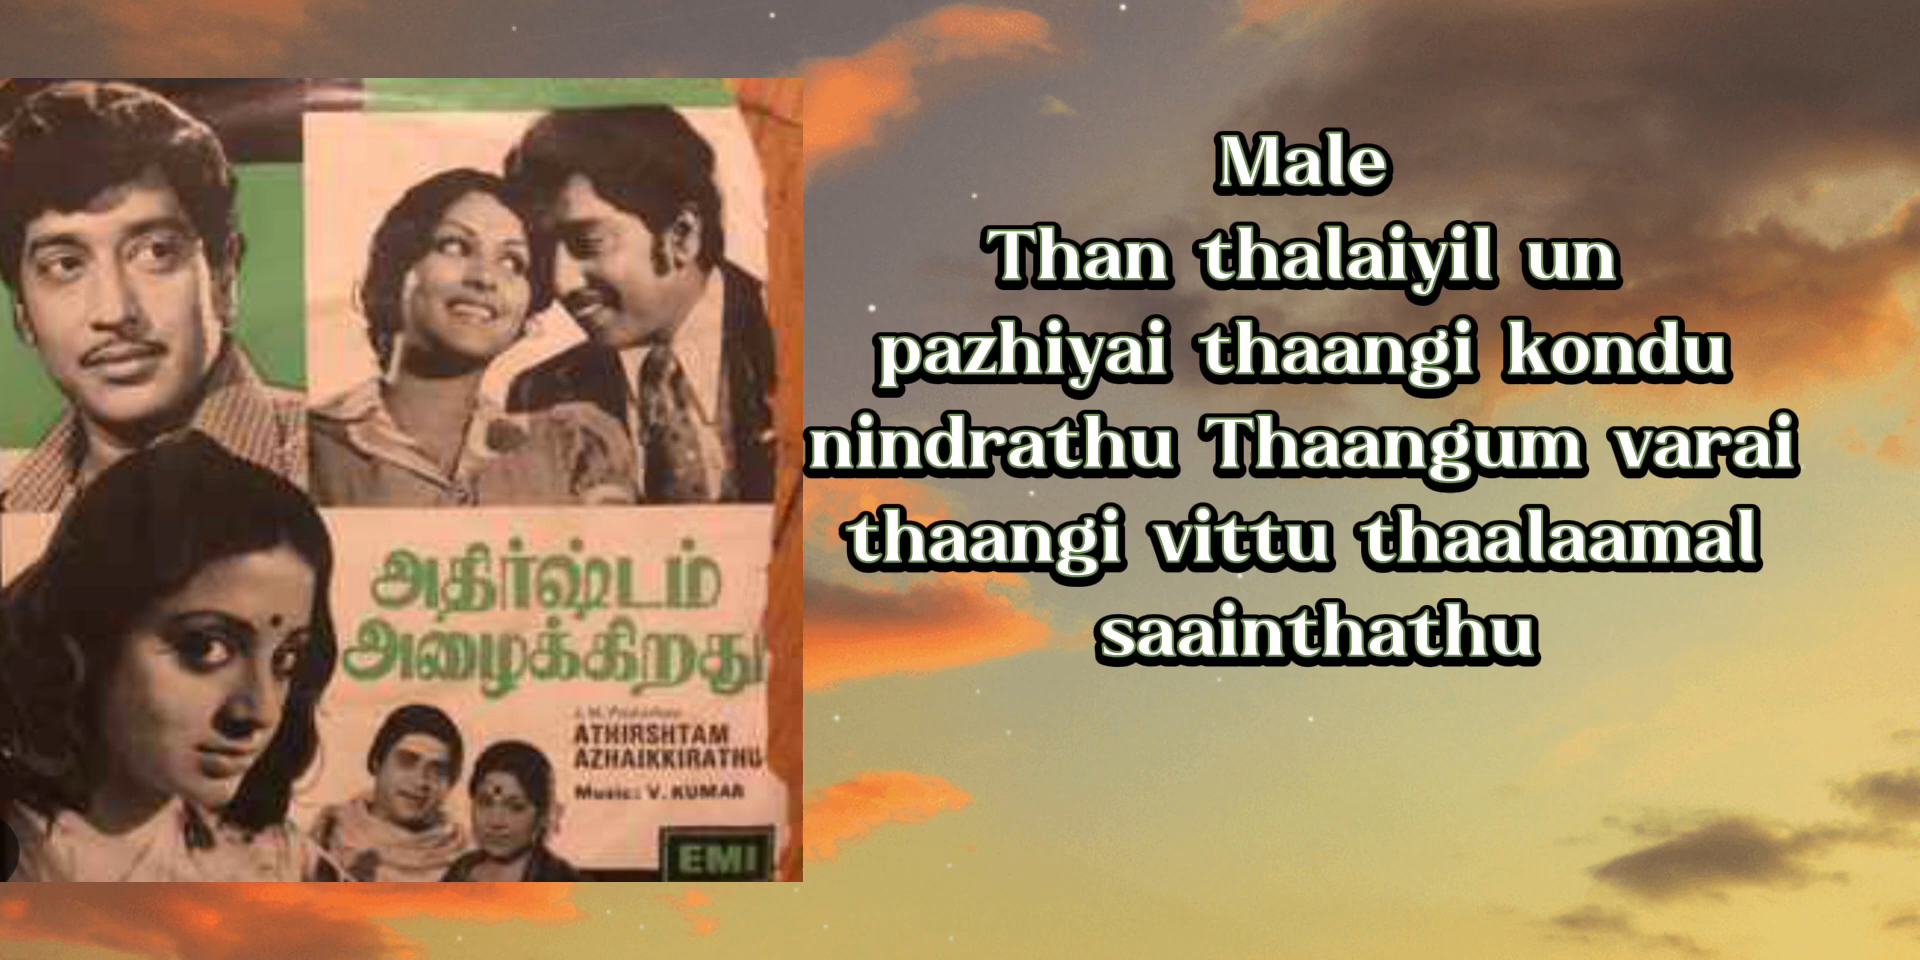 அதிர்ஷ்டம்
அழைக்கிறது
ATHIRSHTAM
AZHAIKKIRATHU
Music: V. KUMAR
EMI
Male
Than thalaiyil un
pazhiyai thaangi kondu
nindrathu Thaangum varai
thaangi vittu thaalaamal
saainthathu